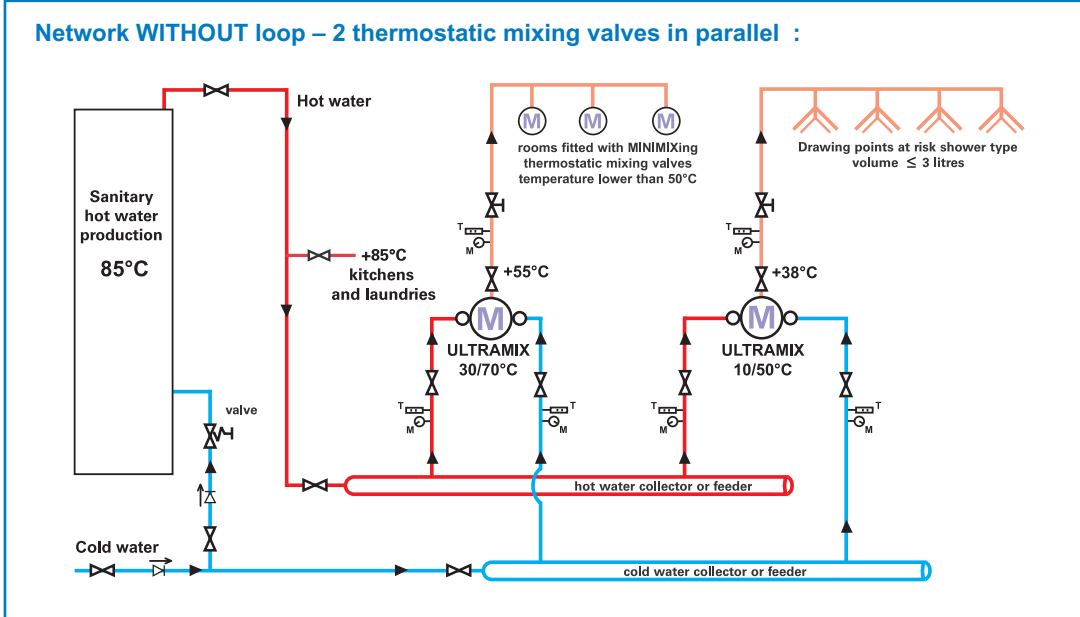 Network WITHOUT loop – 2 thermostatic mixing valves in parallel :
Hot water
Sanitary
hot water
production
85°C
+85°C
kitchens
and laundries
valve
Cold water
M
M
M
rooms fitted with MINIMIXing
thermostatic mixing valves
temperature lower than 50°C
T
M
+55°C
M
ULTRAMIX
30/70°C
T
M
T
M
Drawing points at risk shower type
volume ≤ 3 litres
T
M
+38°C
M
ULTRAMIX
10/50°C
T
M
T
M
hot water collector or feeder
cold water collector or feeder